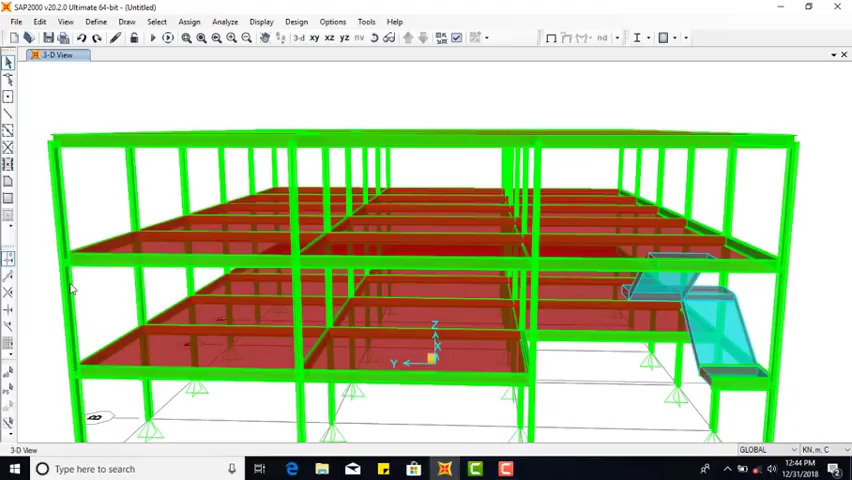 SAP2000 v20.2.0 Ultimate 64-bit - (Untitled)
File Edit View Define Draw Select Assign Analyze Display Design Options Tools Help
3-d xy xz yz nv
nd
3-D View
Z
X
Y
B
3-D View
GLOBAL
KN, m, C
Type here to search
12:44 PM
12/31/2018
2